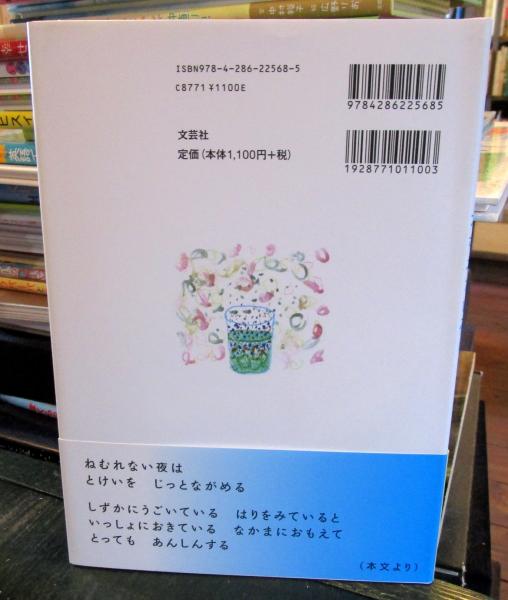 ISBN978-4-286-22568-5
C8771 ¥1100E
9784286225685
文芸社
定価(本体1,100円+税)
1928771011003
ねむれない夜は
とけいを じっとながめる
しずかにうごいている はりをみていると
いっしょにおきている なかまにおもえて
とっても あんしんする
(本文より)